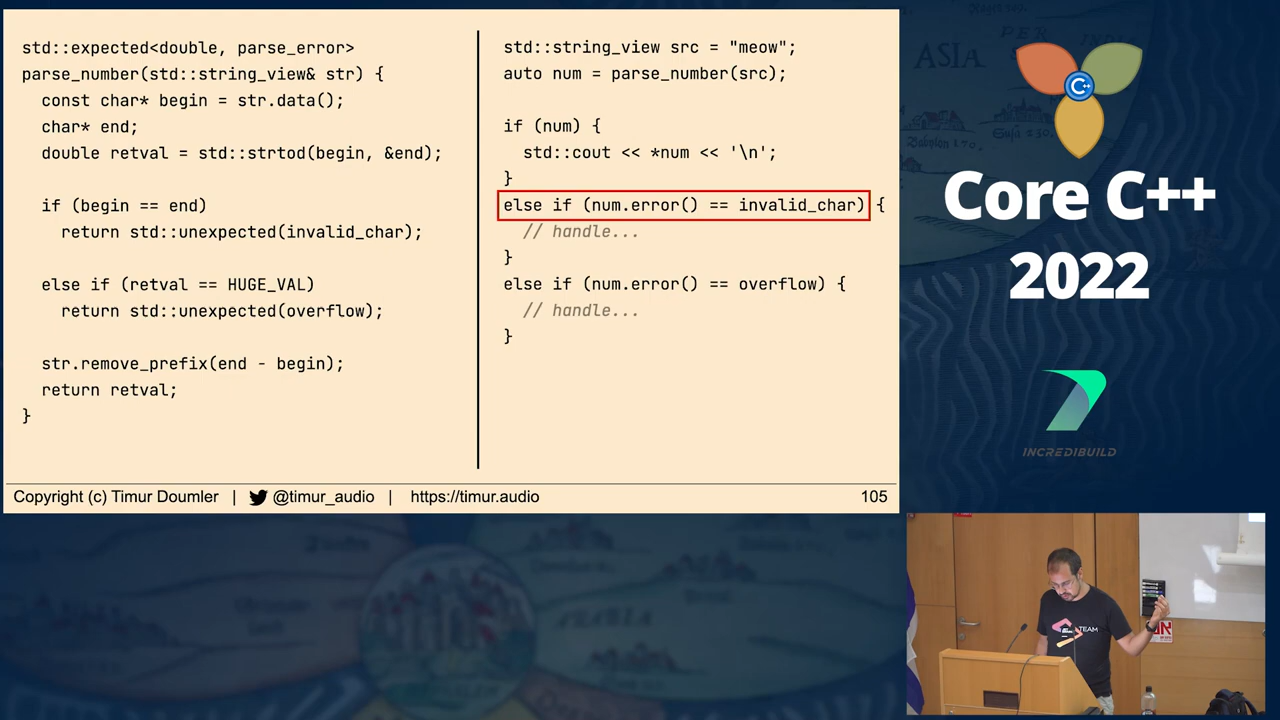 std::expected<double, parse_error>
parse_number(std::string_view& str) {
const char* begin = str.data();
char* end;
double retval = std::strtod(begin, &end);
if (begin == end)
return std::unexpected(invalid_char);
else if (retval == HUGE_VAL)
return std::unexpected(overflow);
str.remove_prefix(end - begin);
return retval;
}
std::string_view src = "meow";
auto num = parse_number(src);
if (num) {
std::cout << *num << '\n';
}
else if (num.error() == invalid_char) {
// handle...
}
else if (num.error() == overflow) {
// handle...
}
Copyright (c) Timur Doumler | @timur_audio | https://timur.audio 105
ASIA
PER
INDIA
C++
Core C++
2022
INCREDIBUILD
TEAM